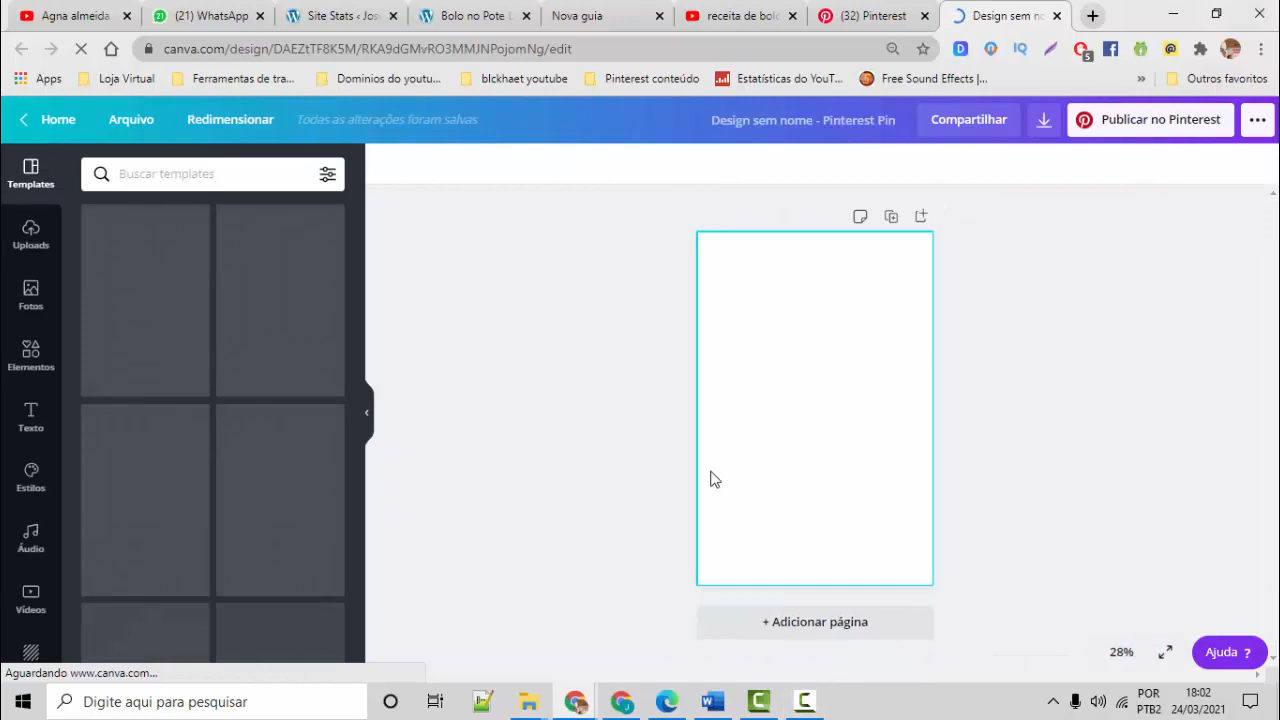 Agna almeida
(21) WhatsApp
Site Stats ‹ Jos
Bolo no Pote L
Nova guia
receita de bol
(32) Pinterest
Design sem no
canva.com/design/DAEZtTF8K5M/RKA9dGMvRO3MMJNPojomNg/edit
IQ
5
Apps
Loja Virtual
Ferramentas de tra...
Dominios do youtu...
blckhaet youtube
Pinterest conteúdo
Estatísticas do YouT...
Free Sound Effects |...
»
Outros favoritos
Home
Arquivo
Redimensionar
Todas as alterações foram salvas
Design sem nome - Pinterest Pin
Compartilhar
Publicar no Pinterest
Templates
Buscar templates
Uploads
Fotos
Elementos
Texto
Estilos
Áudio
Vídeos
+ Adicionar página
28%
Ajuda ?
Aguardando www.canva.com...
Digite aqui para pesquisar
POR
PTB2
18:02
24/03/2021